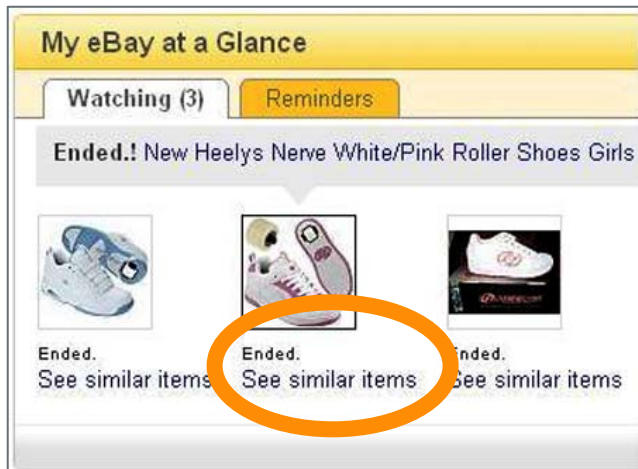 My eBay at a Glance
Watching (3) Reminders
Ended.! New Heelys Nerve White/Pink Roller Shoes Girls
Ended. Ended. Ended.
See similar items See similar items See similar items